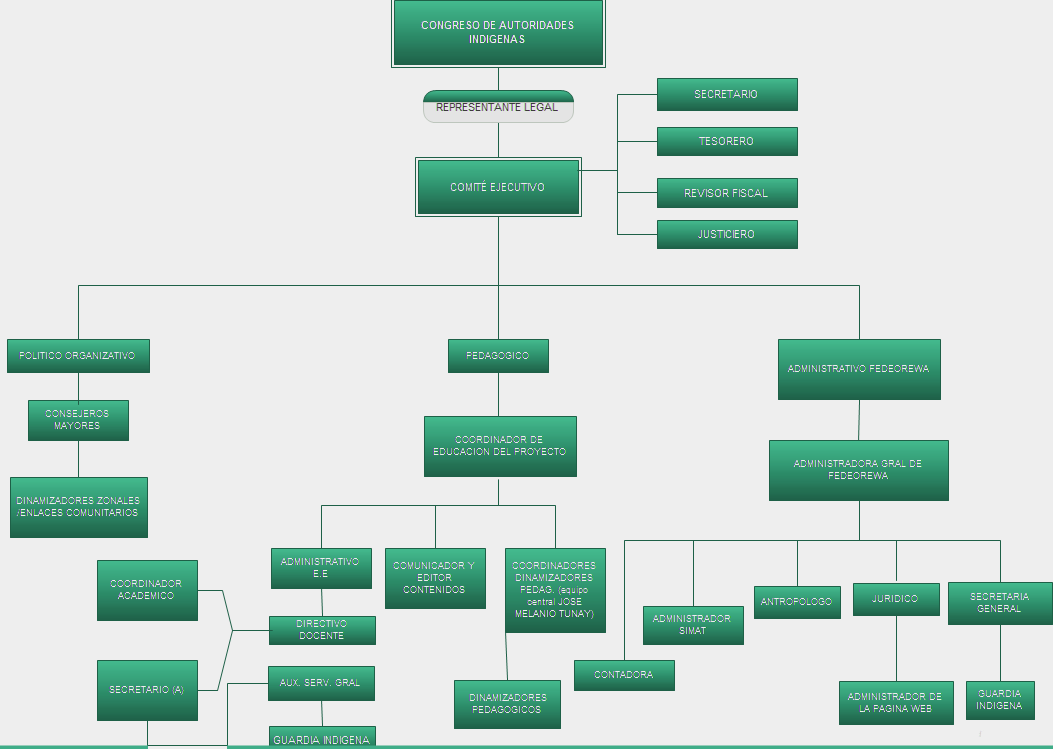 CONGRESO DE AUTORIDADES
INDIGENAS
REPRESENTANTE LEGAL
SECRETARIO
TESORERO
COMITÉ EJECUTIVO
REVISOR FISCAL
JUSTICIERO
POLITICO ORGANIZATIVO
PEDAGOGICO
ADMINISTRATIVO FEDEOREWA
CONSEJEROS
MAYORES
COORDINADOR DE
EDUCACION DEL PROYECTO
ADMINISTRADORA GRAL DE
FEDEOREWA
DINAMIZADORES ZONALES
/ENLACES COMUNITARIOS
ADMINISTRATIVO
E.E
COMUNICADOR Y
EDITOR
CONTENIDOS
COORDINADORES
DINAMIZADORES
PEDAG. (equipo
central JOSE
MELANIO TUNAY)
COORDINADOR
ACADEMICO
ANTROFOLOGO
JURIDICO
SECRETARIA
GENERAL
DIRECTIVO
DOCENTE
ADMINISTRADOR
SIMAT
SECRETARIO (A)
AUX. SERV. GRAL
CONTADORA
DINAMIZADORES
PEDAGOGICOS
ADMINISTRADOR DE
LA PAGINA WEB
GUARDIA
INDIGENA
GUARDIA INDIGENA